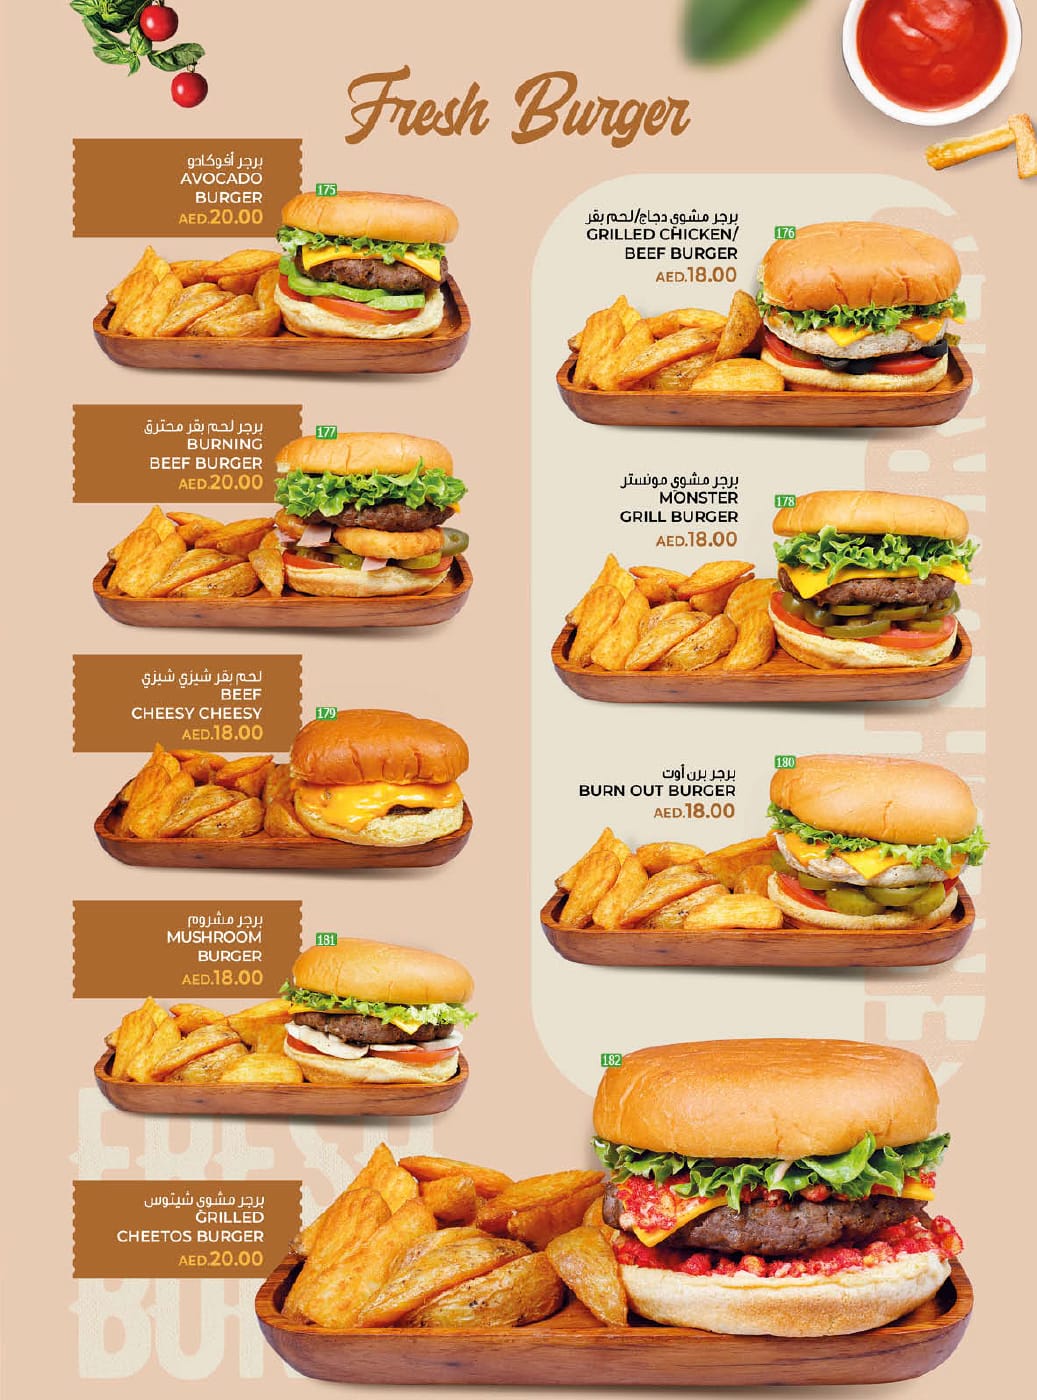 Fresh Burger
برجر أفوكادو
AVOCADO
BURGER
AED.20.00
175
برجر مشوي دجاج/لحم بقر
GRILLED CHICKEN/
BEEF BURGER
AED.18.00
176
برجر لحم بقر محترق
BURNING
BEEF BURGER
AED.20.00
177
برجر مشوي مونستر
MONSTER
GRILL BURGER
AED.18.00
178
لحم بقر شيزي شيزي
BEEF
CHEESY CHEESY
AED.18.00
179
برجر برن أوت
BURN OUT BURGER
AED.18.00
180
برجر مشروم
MUSHROOM
BURGER
AED.18.00
181
برجر مشوي شيتوس
GRILLED
CHEETOS BURGER
AED.20.00
182
FRESH